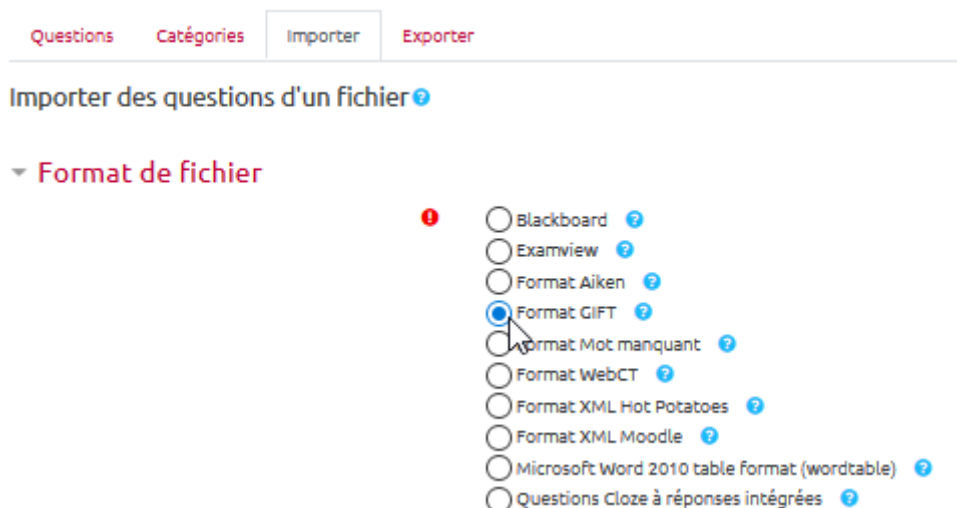 Questions Catégories Importer Exporter
Importer des questions d'un fichier
Format de fichier
Blackboard
Examview
Format Aiken
Format GIFT
Format Mot manquant
Format WebCT
Format XML Hot Potatoes
Format XML Moodle
Microsoft Word 2010 table format (wordtable)
Questions Cloze à réponses intégrées